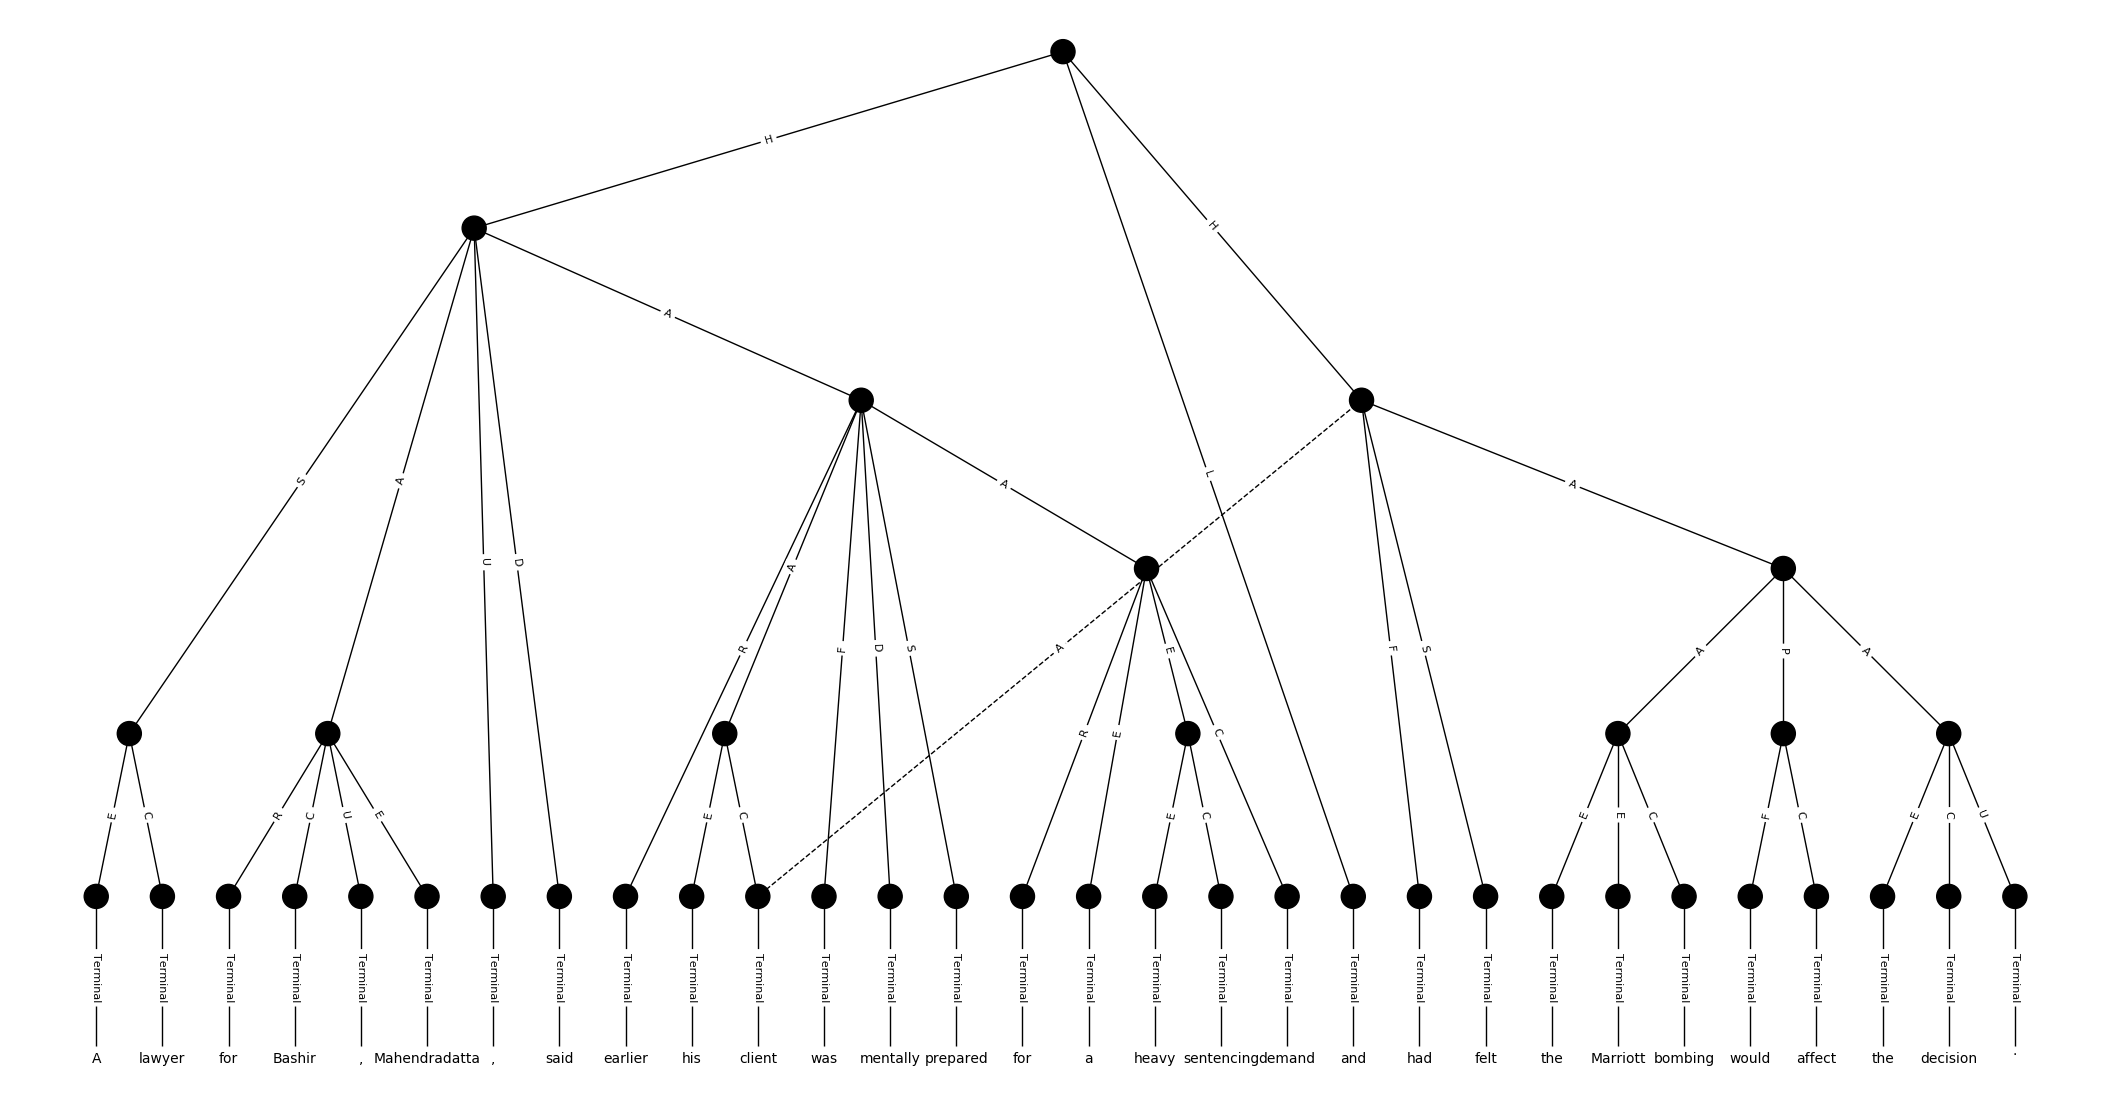 H
H
A
S
A
L
A
A
U
D
A
R
A
F
D
S
A
E
F
S
A
P
A
R
E
C
E
C
R
C
U
E
E
C
E
C
E
E
C
F
C
E
C
U
Terminal Terminal Terminal Terminal Terminal Terminal Terminal Terminal Terminal Terminal Terminal Terminal Terminal Terminal Terminal Terminal Terminal Terminal Terminal Terminal Terminal Terminal Terminal Terminal Terminal Terminal Terminal Terminal Terminal Terminal
A lawyer for Bashir , Mahendradatta , said earlier his client was mentally prepared for a heavy sentencing demand and had felt the Marriott bombing would affect the decision .